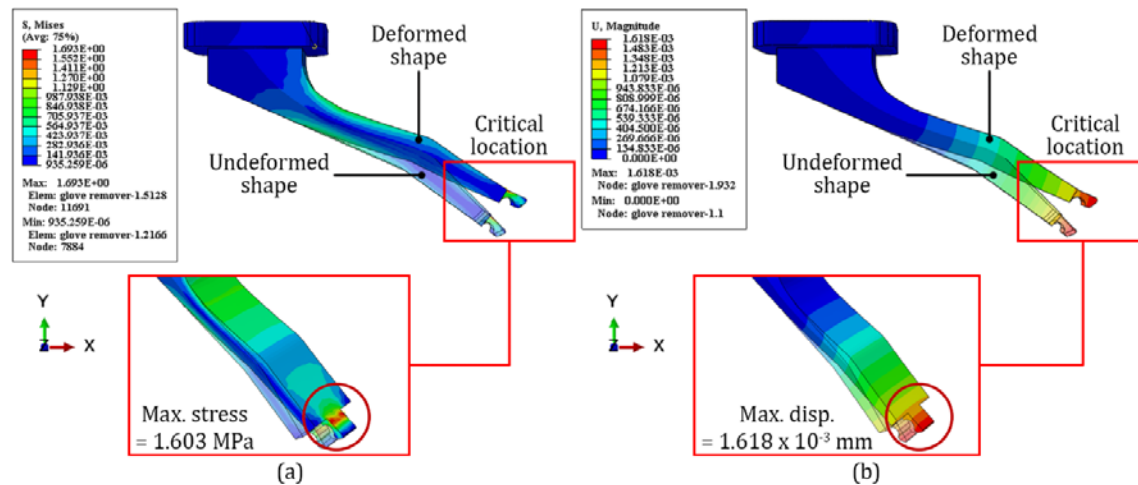 S, Mises
(Avg: 75%)
1.693E+00
1.552E+00
1.411E+00
1.270E+00
1.129E+00
987.938E-03
846.938E-03
705.937E-03
564.937E-03
423.937E-03
282.936E-03
141.936E-03
935.259E-06
Max: 1.693E+00
Elem: glove remover-1.5128
Node: 11691
Min: 935.259E-06
Elem: glove remover-1.2166
Node: 7884
Deformed
shape
Undeformed
shape
Critical
location
Y
Z
X
Max. stress
= 1.603 MPa
(a)
U, Magnitude
1.618E-03
1.483E-03
1.348E-03
1.213E-03
1.079E-03
943.833E-06
808.999E-06
674.166E-06
539.333E-06
404.500E-06
269.666E-06
134.833E-06
0.000E+00
Max: 1.618E-03
Node: glove remover-1.932
Min: 0.000E+00
Node: glove remover-1.1
Deformed
shape
Undeformed
shape
Critical
location
Y
Z
X
Max. disp.
= 1.618 x 10⁻³ mm
(b)